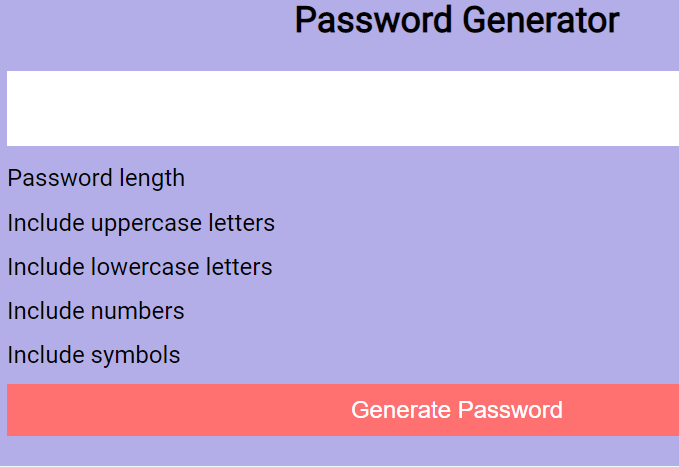 Password Generator
Password length
Include uppercase letters
Include lowercase letters
Include numbers
Include symbols
Generate Password